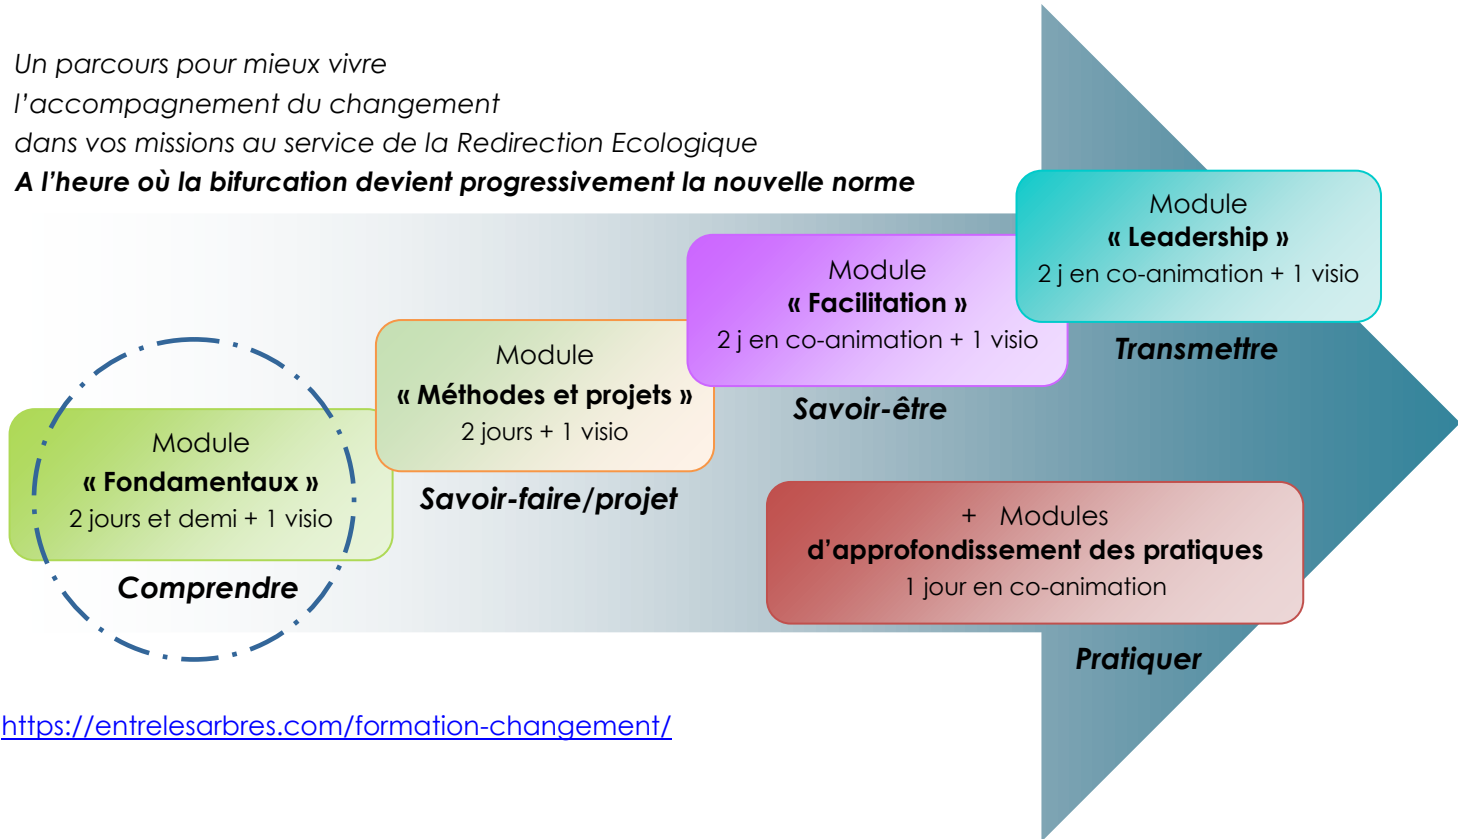 Un parcours pour mieux vivre
l’accompagnement du changement
dans vos missions au service de la Redirection Ecologique
A l’heure où la bifurcation devient progressivement la nouvelle norme
Module
« Fondamentaux »
2 jours et demi + 1 visio
Comprendre
Module
« Méthodes et projets »
2 jours + 1 visio
Savoir-faire/projet
Module
« Facilitation »
2 j en co-animation + 1 visio
Savoir-être
Module
« Leadership »
2 j en co-animation + 1 visio
Transmettre
+ Modules
d’approfondissement des pratiques
1 jour en co-animation
Pratiquer
https://entrelesarbres.com/formation-changement/